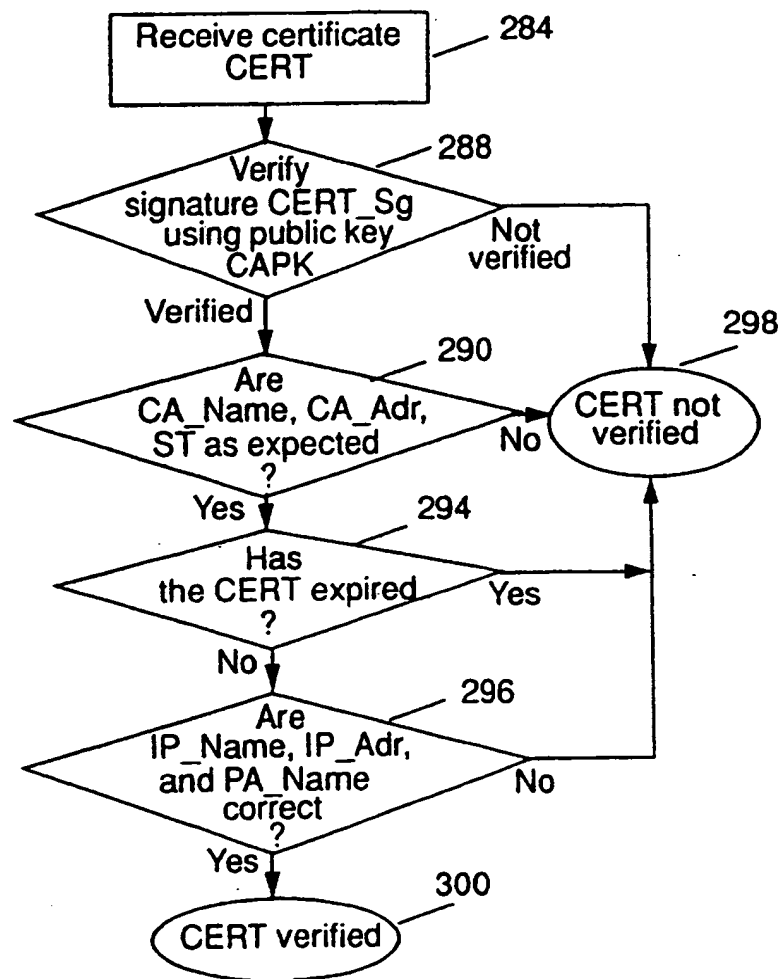 Receive certificate
CERT
284
288
Verify
signature CERT_Sg
using public key
CAPK
Not
verified
Verified
298
290
Are
CA_Name, CA_Adr,
ST as expected
?
No
CERT not
verified
Yes
294
Has
the CERT expired
?
Yes
No
296
Are
IP_Name, IP_Adr,
and PA_Name
correct
?
No
Yes
300
CERT verified